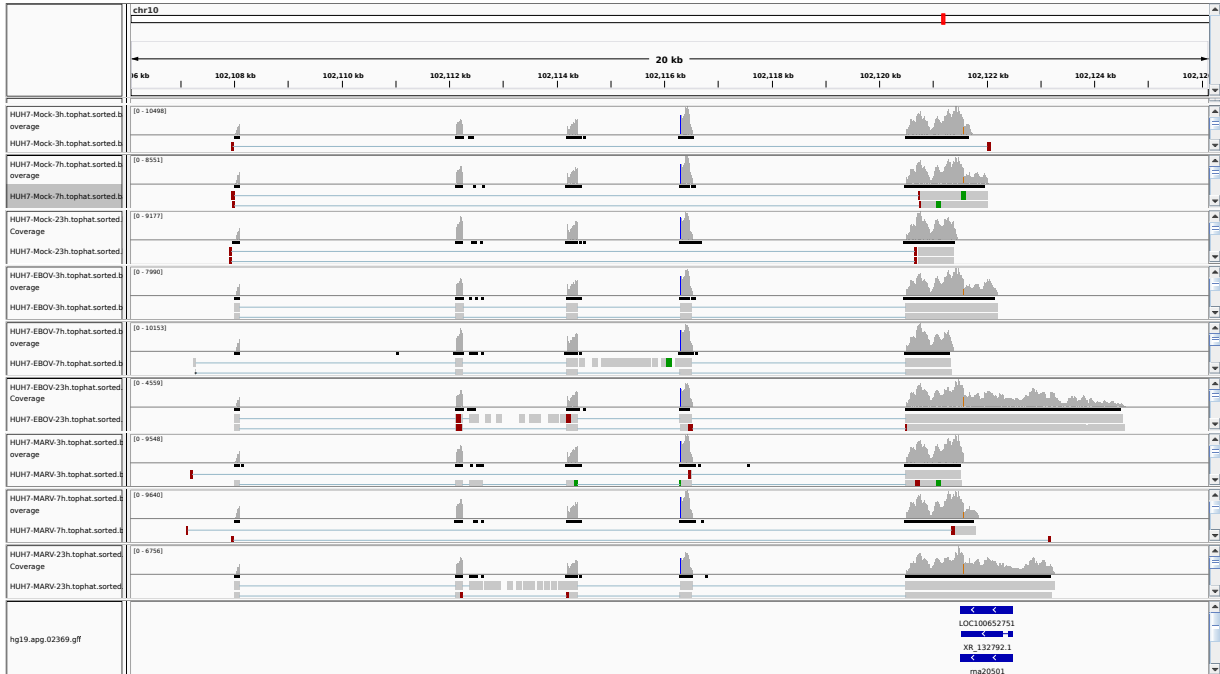 chr10
20 kb
06 kb 102,108 kb 102,110 kb 102,112 kb 102,114 kb 102,116 kb 102,118 kb 102,120 kb 102,122 kb 102,124 kb 102,12
HUH7-Mock-3h.tophat.sorted.b [0 - 10498]
overage
HUH7-Mock-3h.tophat.sorted.b
HUH7-Mock-7h.tophat.sorted.b [0 - 8551]
overage
HUH7-Mock-7h.tophat.sorted.b
HUH7-Mock-23h.tophat.sorted. [0 - 9177]
Coverage
HUH7-Mock-23h.tophat.sorted.
HUH7-EBOV-3h.tophat.sorted.b [0 - 7990]
overage
HUH7-EBOV-3h.tophat.sorted.b
HUH7-EBOV-7h.tophat.sorted.b [0 - 10153]
overage
HUH7-EBOV-7h.tophat.sorted.b
HUH7-EBOV-23h.tophat.sorted. [0 - 4559]
Coverage
HUH7-EBOV-23h.tophat.sorted.
HUH7-MARV-3h.tophat.sorted.b [0 - 9548]
overage
HUH7-MARV-3h.tophat.sorted.b
HUH7-MARV-7h.tophat.sorted.b [0 - 9640]
overage
HUH7-MARV-7h.tophat.sorted.b
HUH7-MARV-23h.tophat.sorted. [0 - 6756]
Coverage
HUH7-MARV-23h.tophat.sorted.
hg19.apg.02369.gff
LOC100652751
XR_132792.1
rna20501